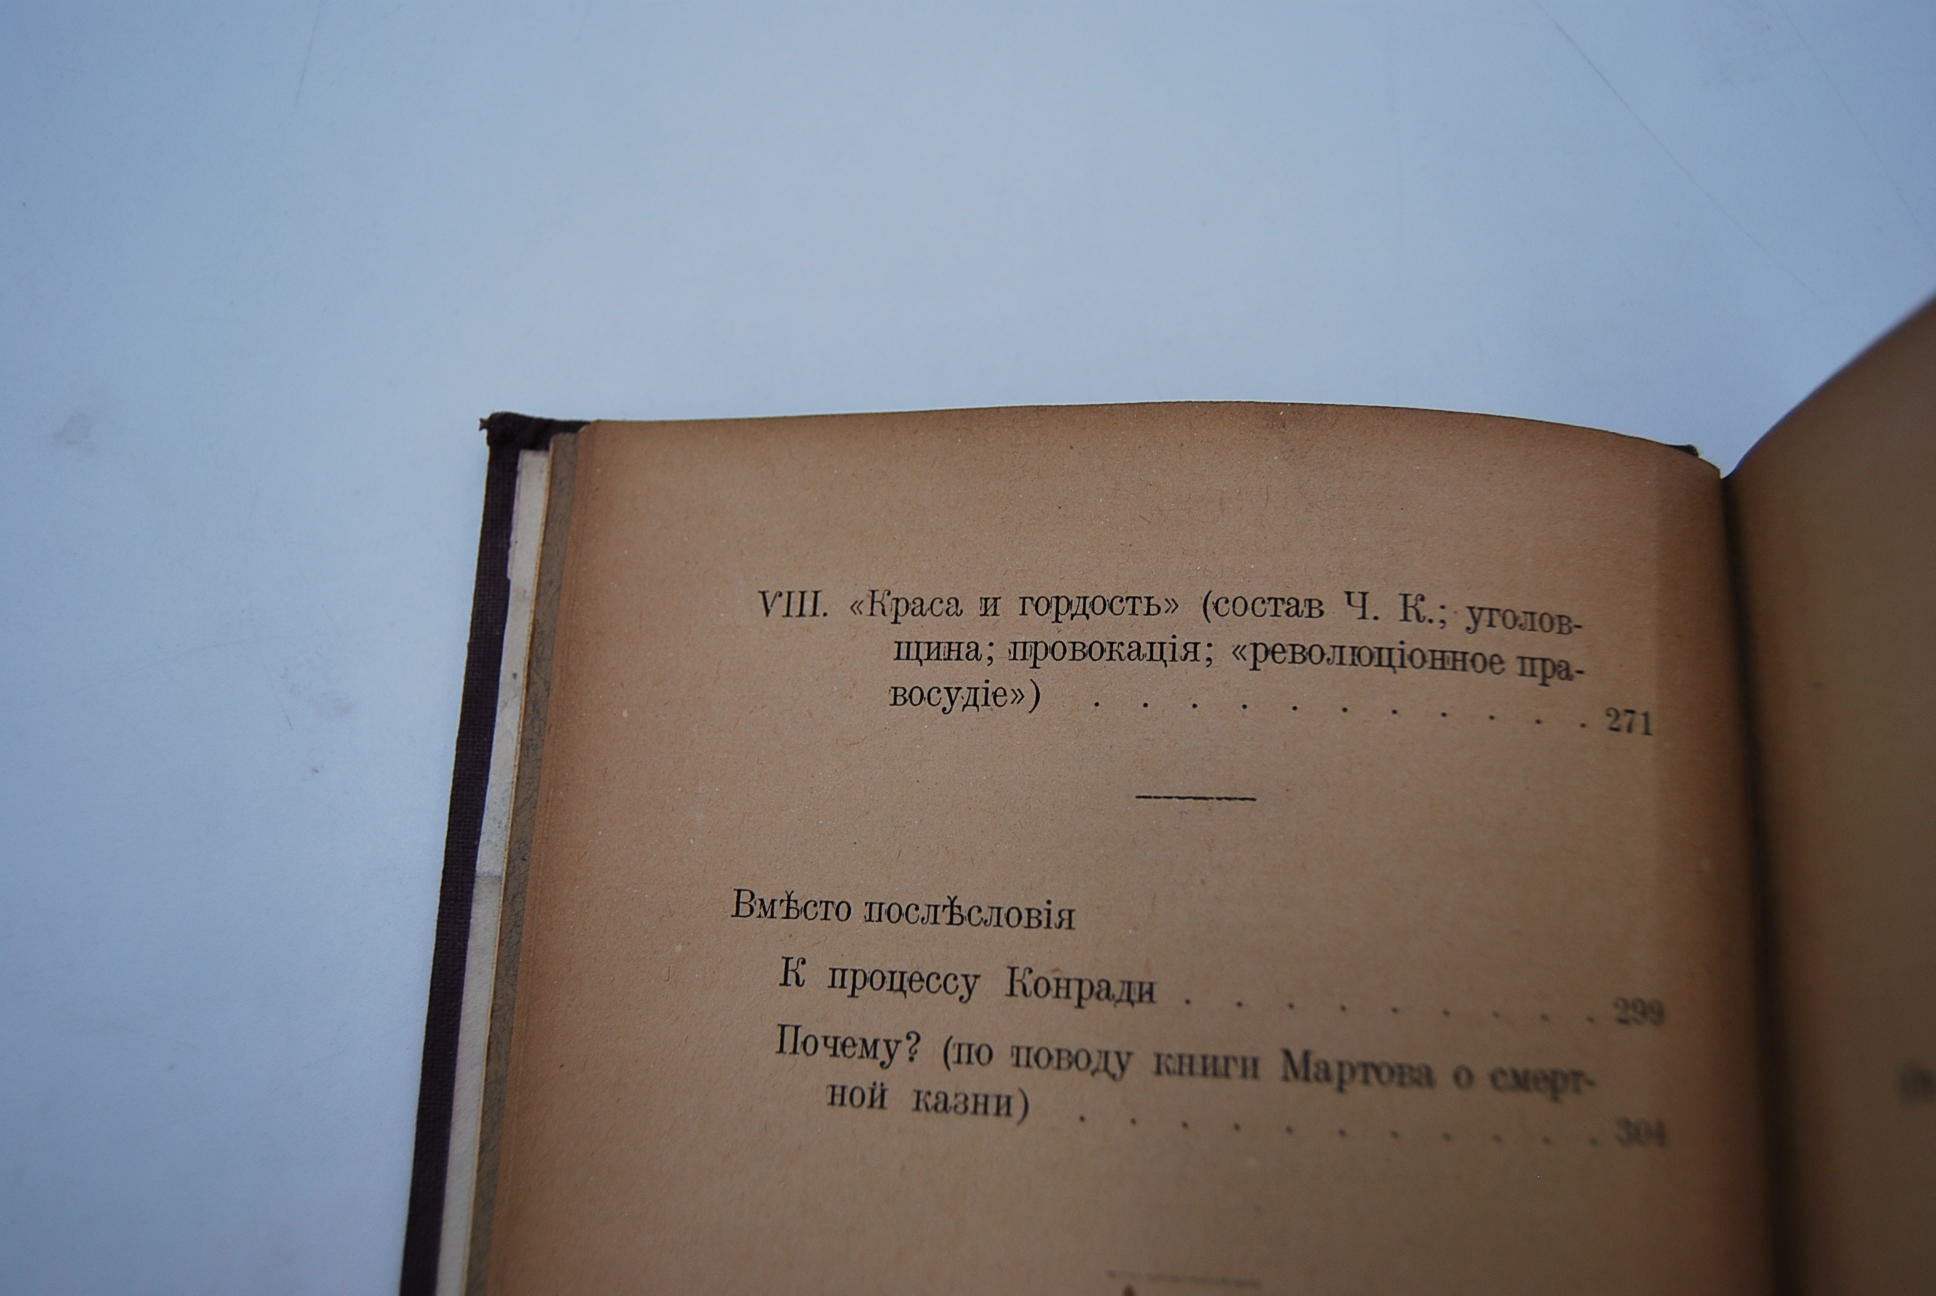 VIII. «Краса и гордость» (состав Ч. К.; уголов-
щина; провокація; «революціонное пра-
восудіе») . . . . . . . . . . . 271
Вмѣсто послѣсловія
К процессу Конради . . . . . . . . . 299
Почему? (по поводу книги Мартова о смерт-
ной казни) . . . . . . . . . . . 304